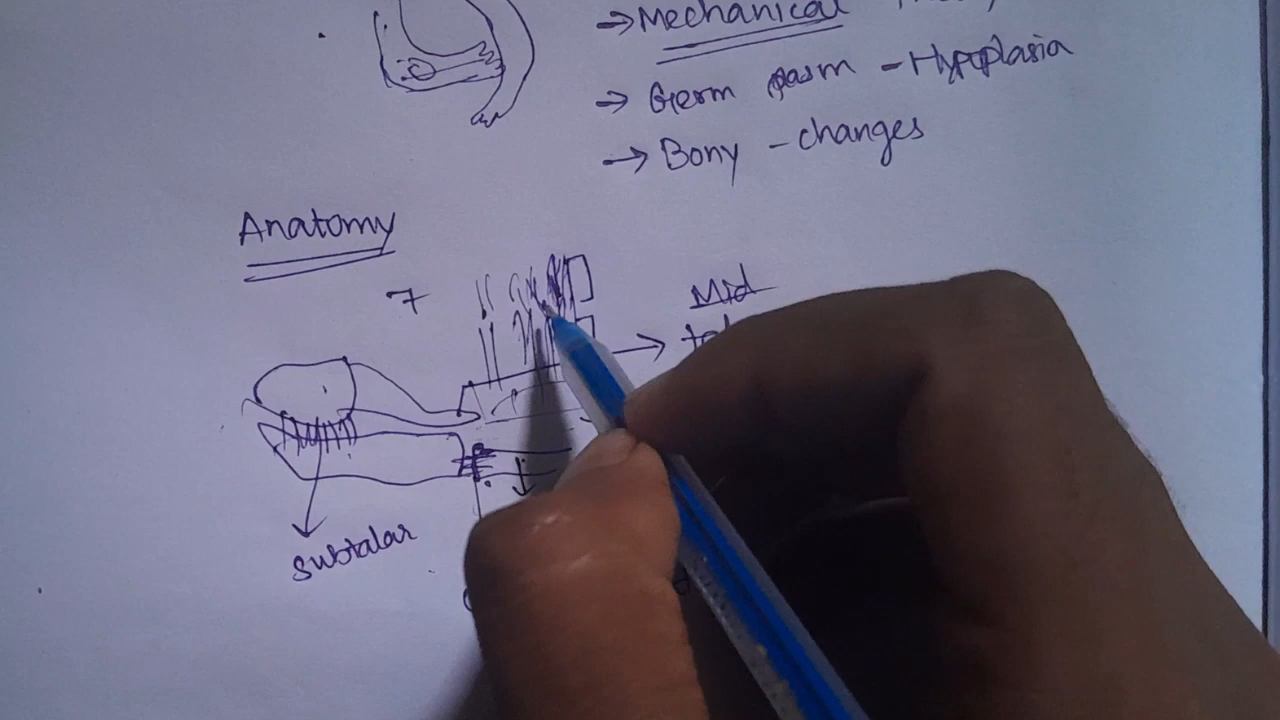 → Mechanical
→ Germ plasm - Hypoplasia
→ Bony - changes
Anatomy
7
Mid
subtalar